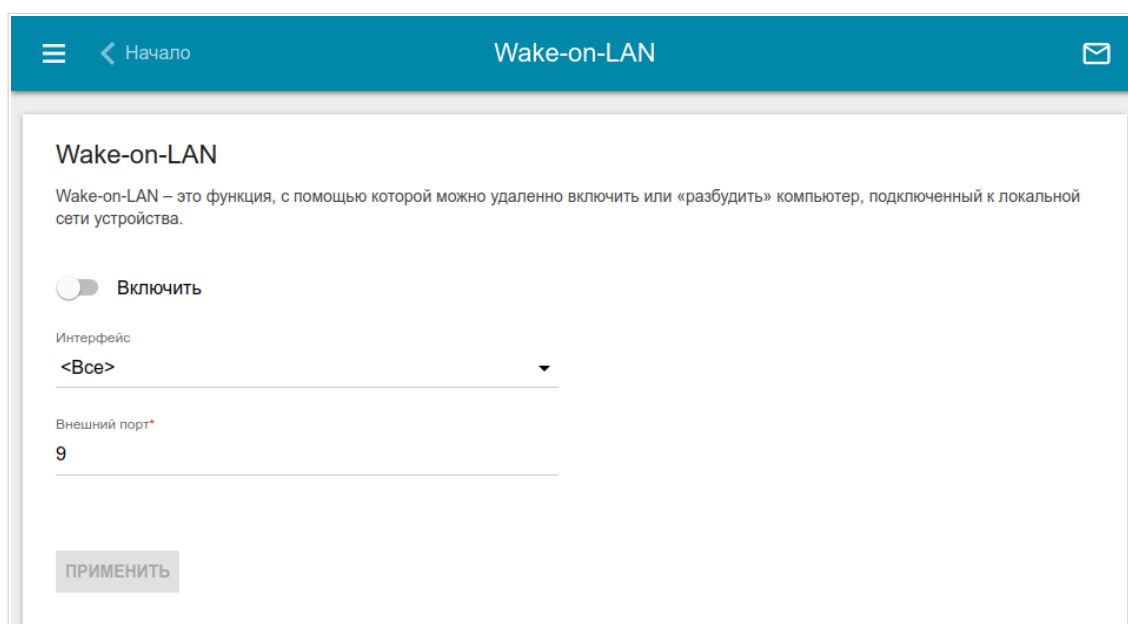 Начало
Wake-on-LAN
Wake-on-LAN
Wake-on-LAN – это функция, с помощью которой можно удаленно включить или «разбудить» компьютер, подключенный к локальной
сети устройства.
Включить
Интерфейс
<Все>
Внешний порт*
9
ПРИМЕНИТЬ